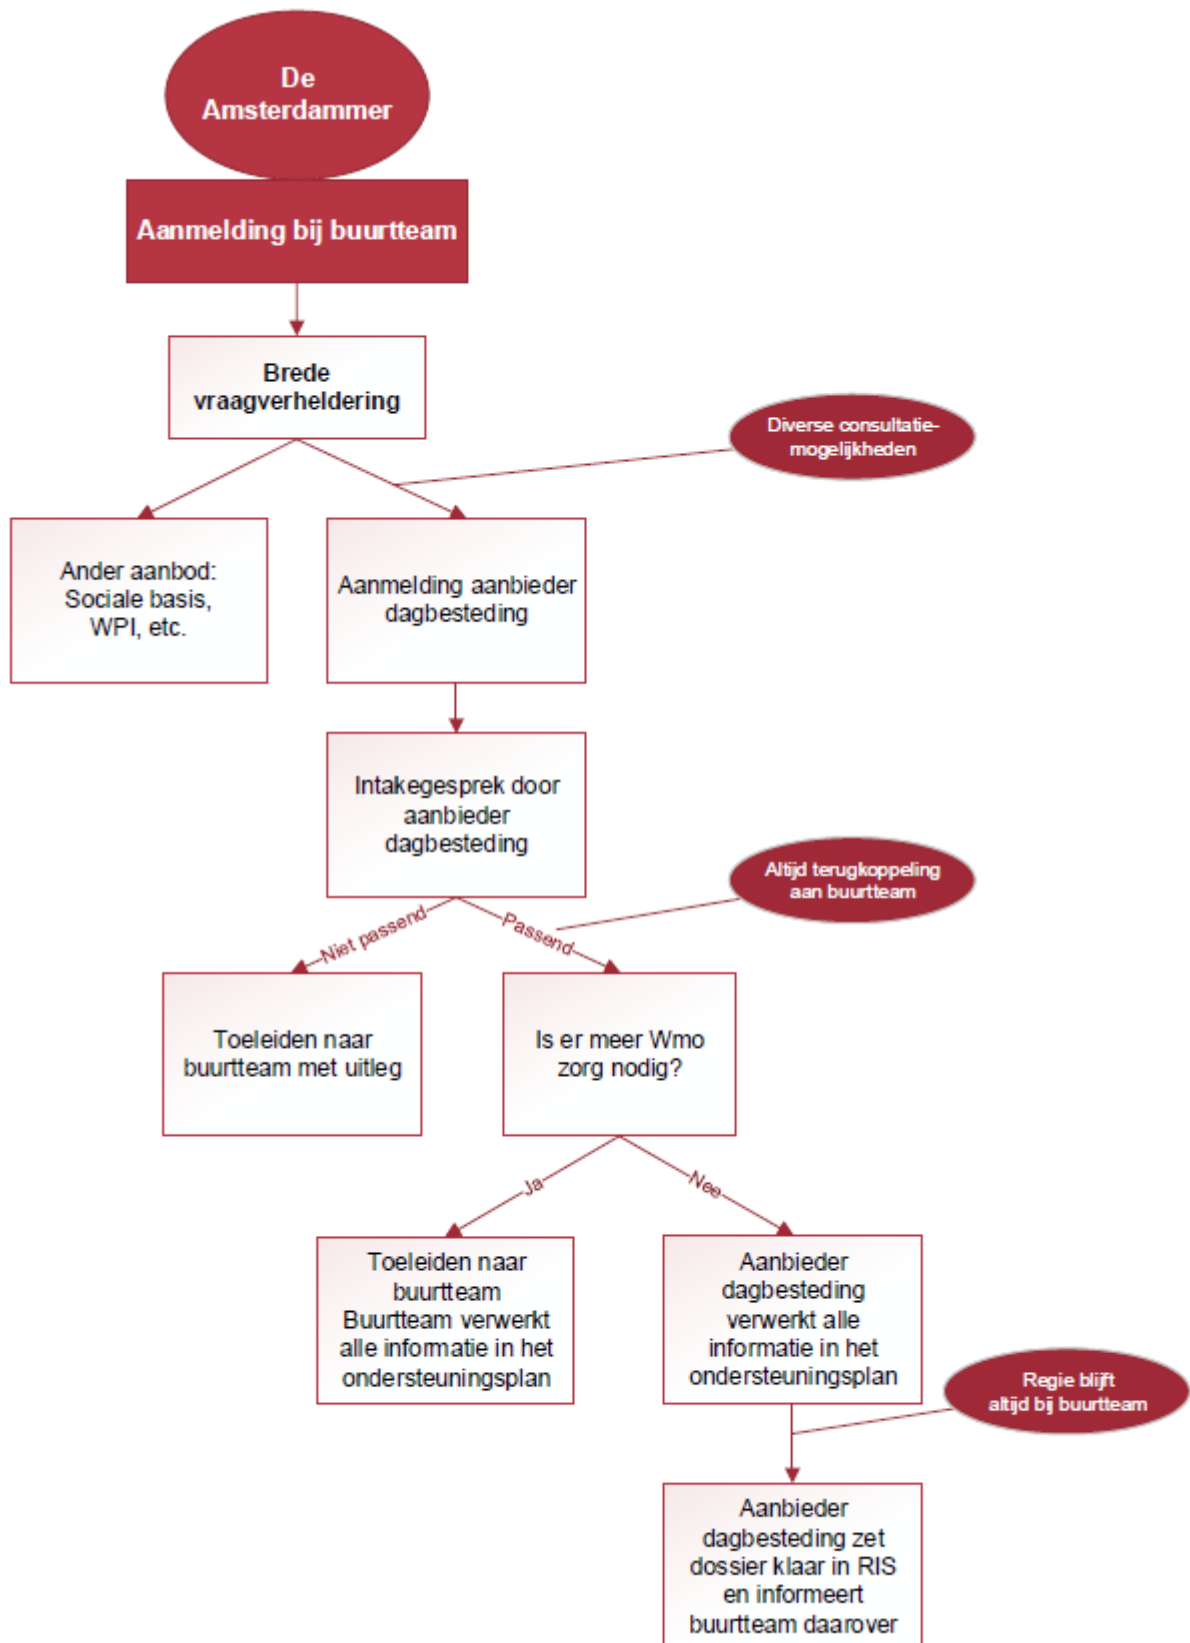 De
Amsterdammer
Aanmelding bij buurtteam
Brede
vraagverheldering
Diverse consultatie-
mogelijkheden
Ander aanbod:
Sociale basis,
WPI, etc.
Aanmelding aanbieder
dagbesteding
Intakegesprek door
aanbieder
dagbesteding
Altijd terugkoppeling
aan buurtteam
Niet passend
Passend
Toeleiden naar
buurtteam met uitleg
Is er meer Wmo
zorg nodig?
Ja
Nee
Toeleiden naar
buurtteam
Buurtteam verwerkt
alle informatie in het
ondersteuningsplan
Aanbieder
dagbesteding
verwerkt alle
informatie in het
ondersteuningsplan
Regie blijft
altijd bij buurtteam
Aanbieder
dagbesteding zet
dossier klaar in RIS
en informeert
buurtteam daarover